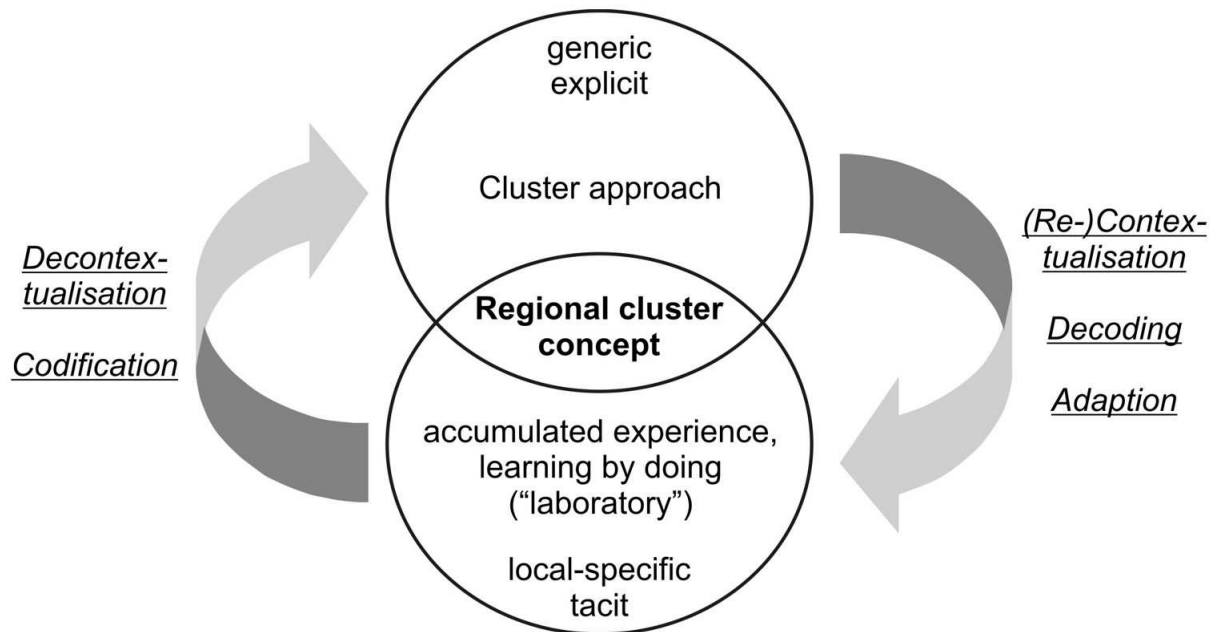 generic
explicit
Cluster approach
Decontex-
tualisation
Codification
Regional cluster
concept
(Re-)Contex-
tualisation
Decoding
Adaption
accumulated experience,
learning by doing
(“laboratory”)
local-specific
tacit